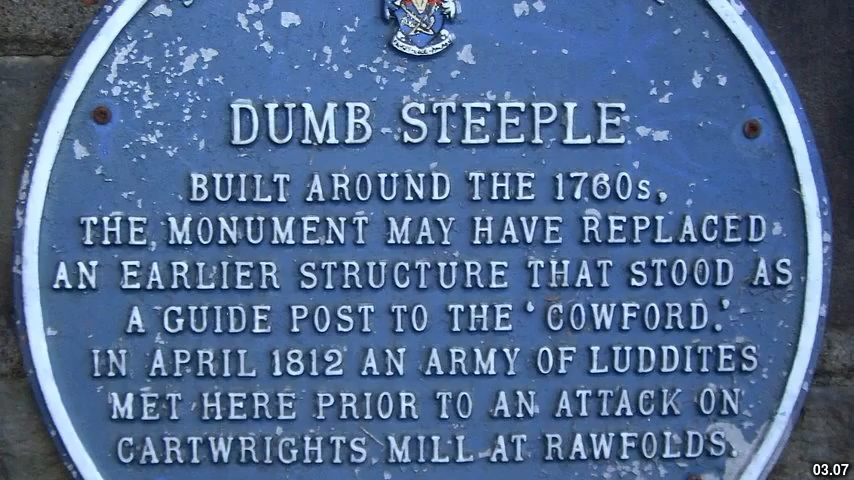 DUMB STEEPLE
BUILT AROUND THE 1760s,
THE MONUMENT MAY HAVE REPLACED
AN EARLIER STRUCTURE THAT STOOD AS
A GUIDE POST TO THE 'COWFORD.'
IN APRIL 1812 AN ARMY OF LUDDITES
MET HERE PRIOR TO AN ATTACK ON
CARTWRIGHTS MILL AT RAWFOLDS.
03.07